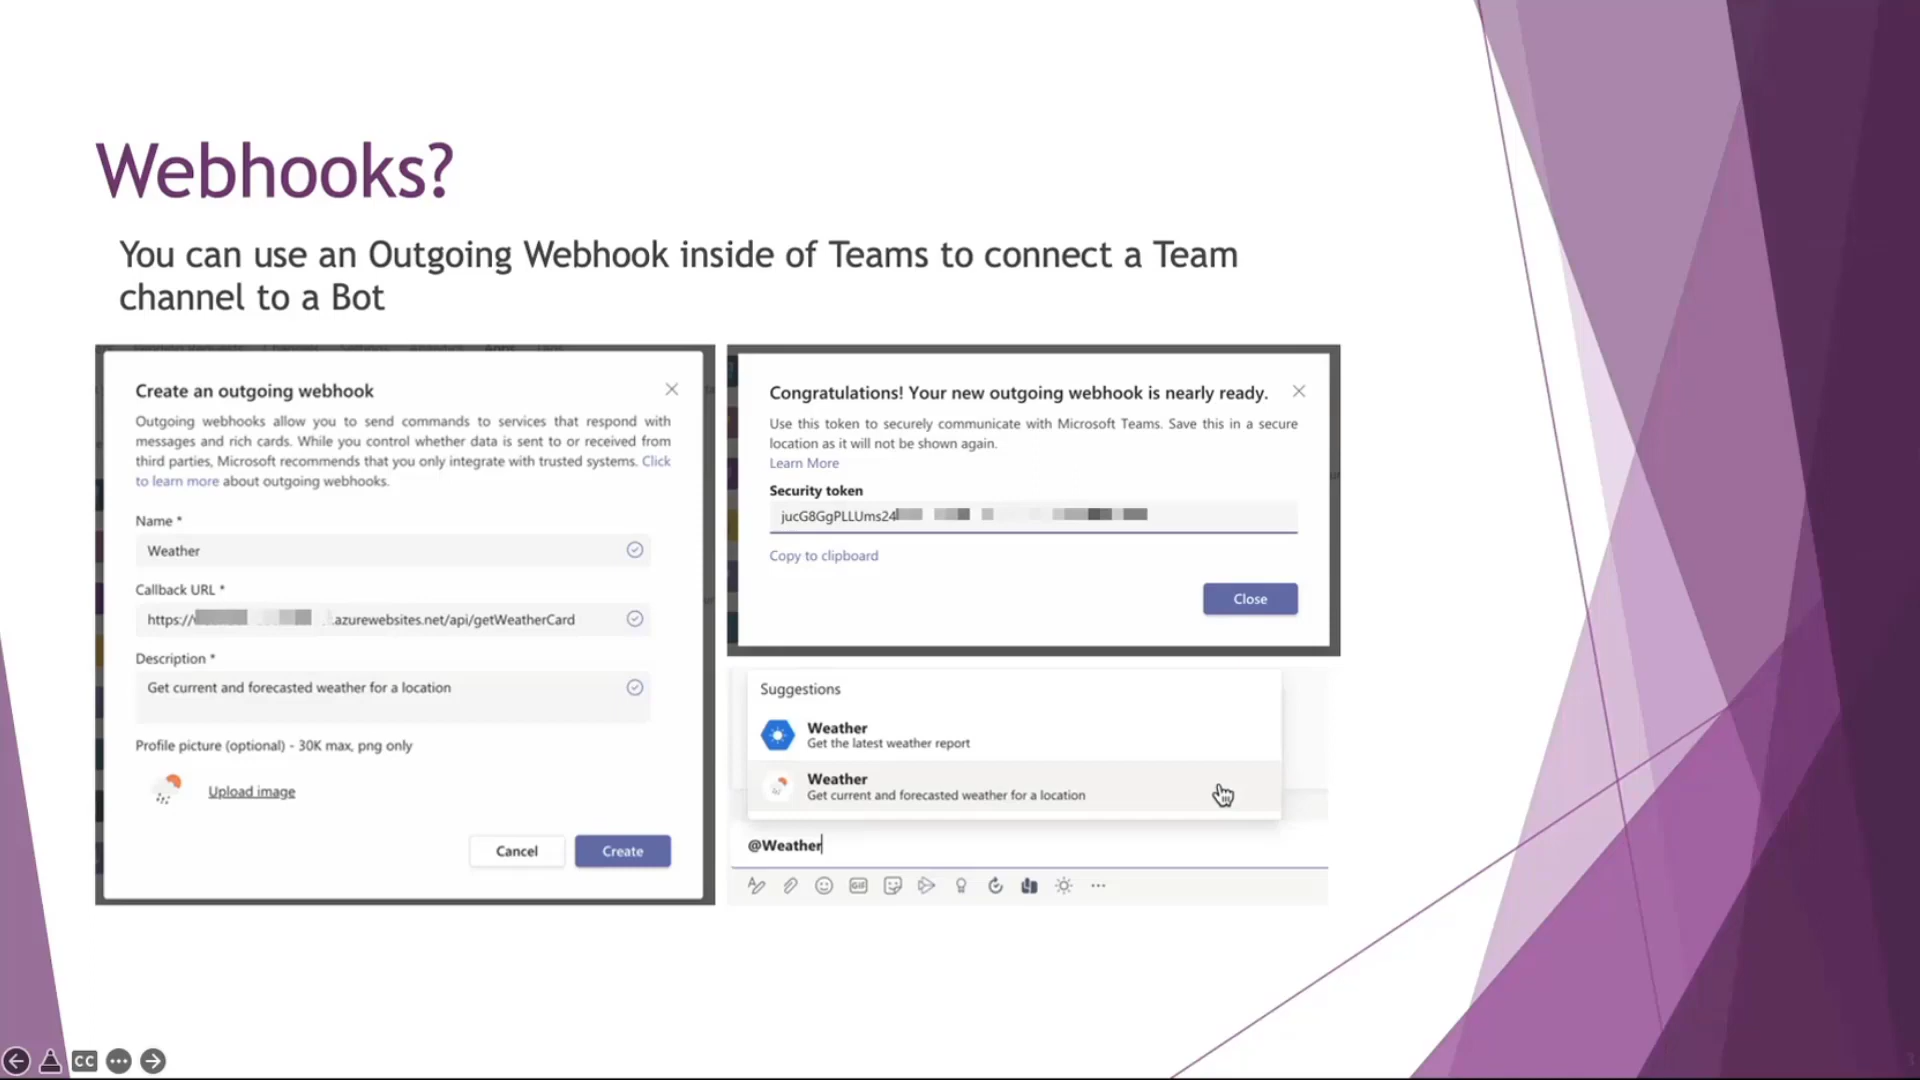 Webhooks?
You can use an Outgoing Webhook inside of Teams to connect a Team
channel to a Bot
Create an outgoing webhook
Outgoing webhooks allow you to send commands to services that respond with
messages and rich cards. While you control whether data is sent to or received from
third parties, Microsoft recommends that you only integrate with trusted systems. Click
to learn more about outgoing webhooks.
Name *
Weather
Callback URL *
https:// .azurewebsites.net/api/getWeatherCard
Description *
Get current and forecasted weather for a location
Profile picture (optional) - 30K max, png only
Upload image
Cancel
Create
Congratulations! Your new outgoing webhook is nearly ready.
Use this token to securely communicate with Microsoft Teams. Save this in a secure
location as it will not be shown again.
Learn More
Security token
jucG8GgPLLUms24
Copy to clipboard
Close
Suggestions
Weather
Get the latest weather report
Weather
Get current and forecasted weather for a location
@Weather
GIF
CC